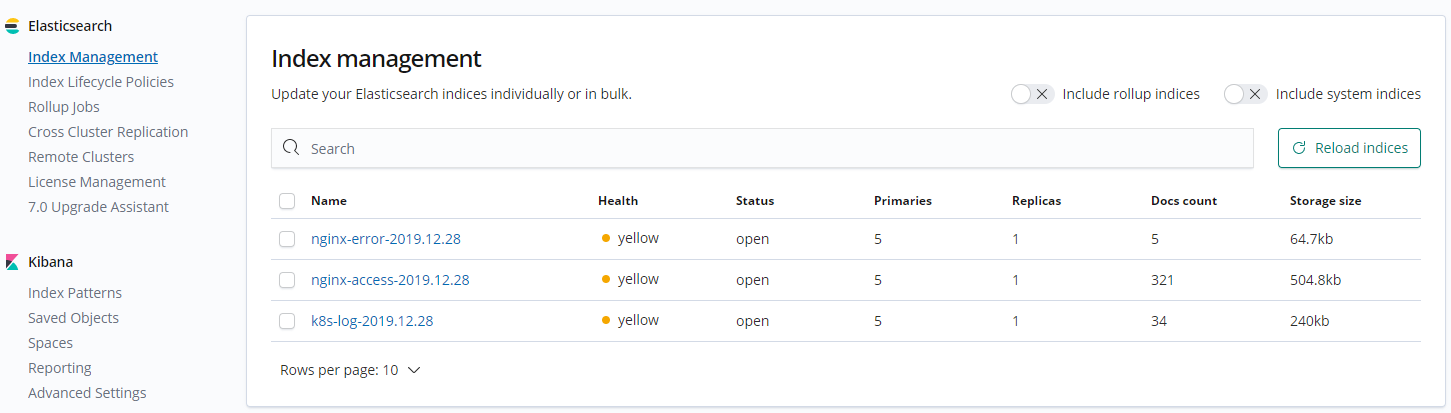 Elasticsearch
Index Management
Index Lifecycle Policies
Rollup Jobs
Cross Cluster Replication
Remote Clusters
License Management
7.0 Upgrade Assistant
Kibana
Index Patterns
Saved Objects
Spaces
Reporting
Advanced Settings
Index management
Update your Elasticsearch indices individually or in bulk.
Include rollup indices Include system indices
Search Reload indices
Name Health Status Primaries Replicas Docs count Storage size
nginx-error-2019.12.28 yellow open 5 1 5 64.7kb
nginx-access-2019.12.28 yellow open 5 1 321 504.8kb
k8s-log-2019.12.28 yellow open 5 1 34 240kb
Rows per page: 10